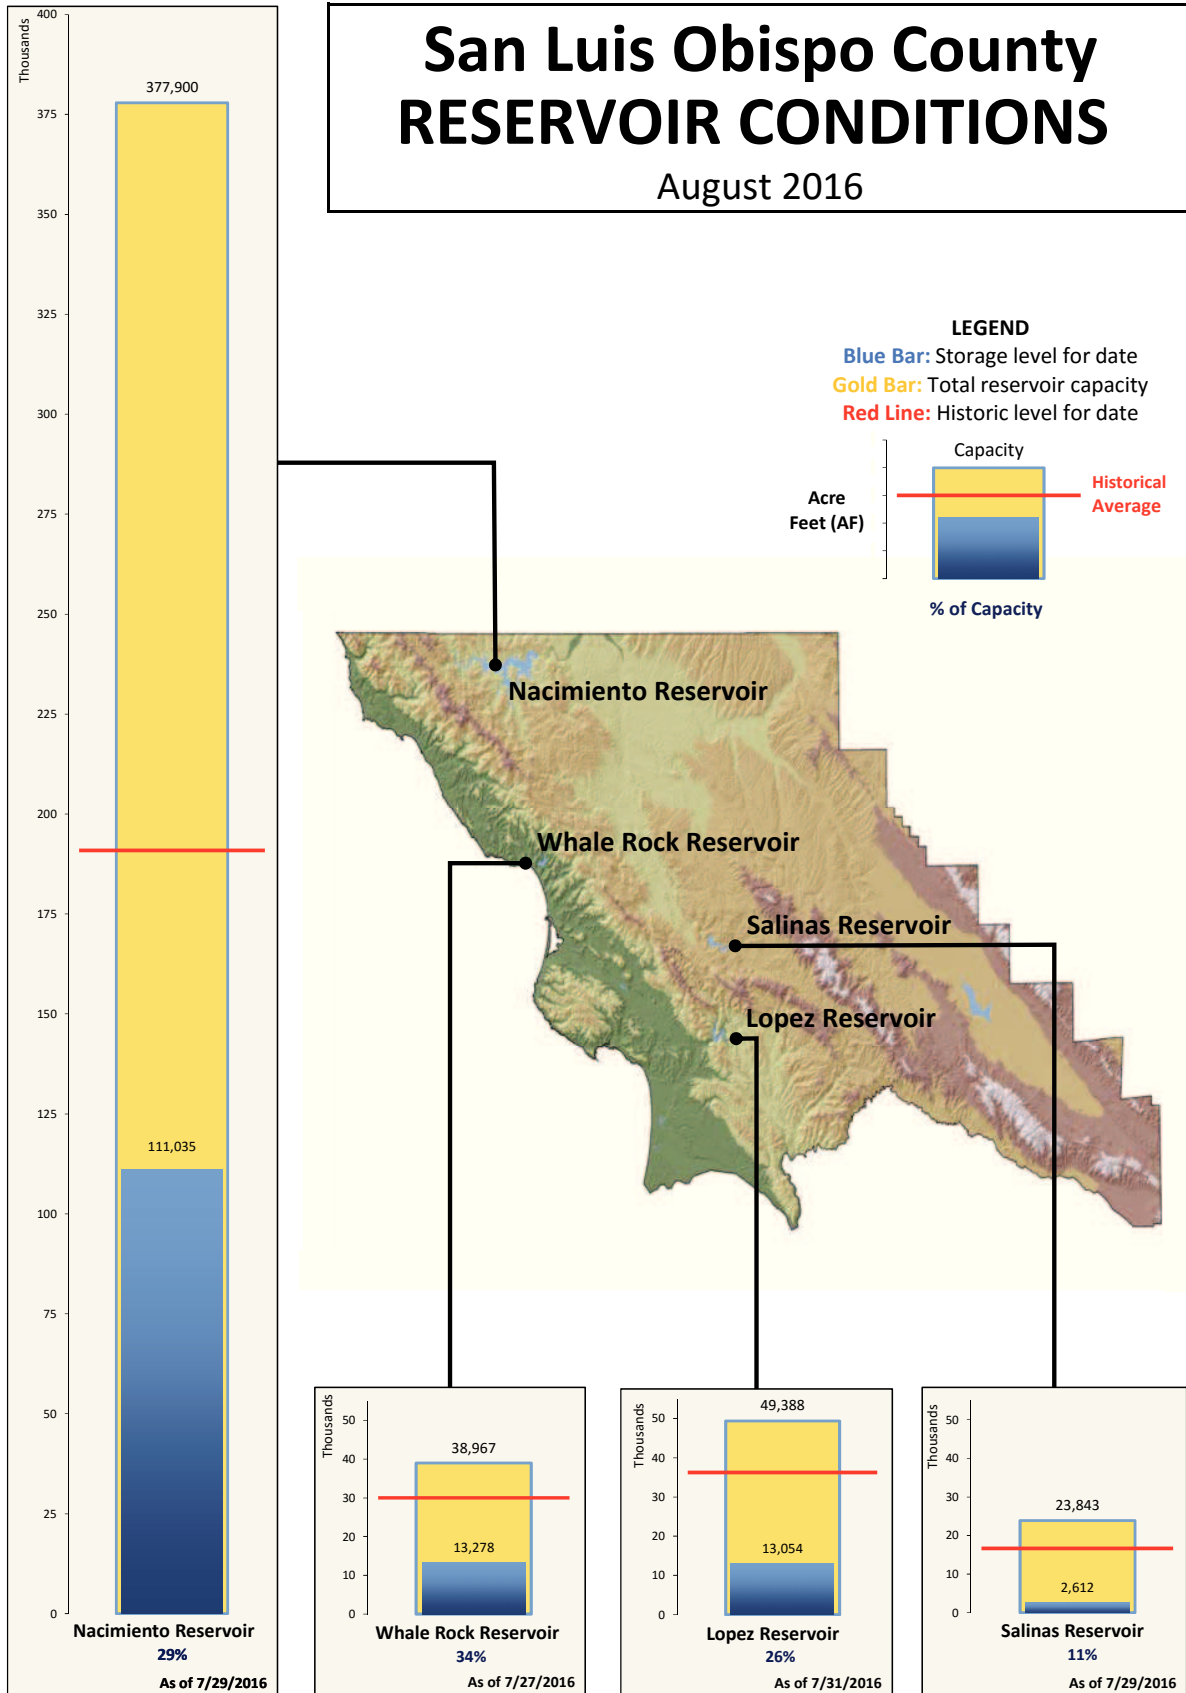 San Luis Obispo County
RESERVOIR CONDITIONS
August 2016
LEGEND
Blue Bar: Storage level for date
Gold Bar: Total reservoir capacity
Red Line: Historic level for date
Capacity
Acre
Feet (AF)
Historical
Average
% of Capacity
Thousands
400
375
350
325
300
275
250
225
200
175
150
125
100
75
50
25
0
377,900
111,035
Nacimiento Reservoir
29%
As of 7/29/2016
Nacimiento Reservoir
Whale Rock Reservoir
Salinas Reservoir
Lopez Reservoir
Thousands
50
40
30
20
10
0
38,967
13,278
Whale Rock Reservoir
34%
As of 7/27/2016
Thousands
50
40
30
20
10
0
49,388
13,054
Lopez Reservoir
26%
As of 7/31/2016
Thousands
50
40
30
20
10
0
23,843
2,612
Salinas Reservoir
11%
As of 7/29/2016